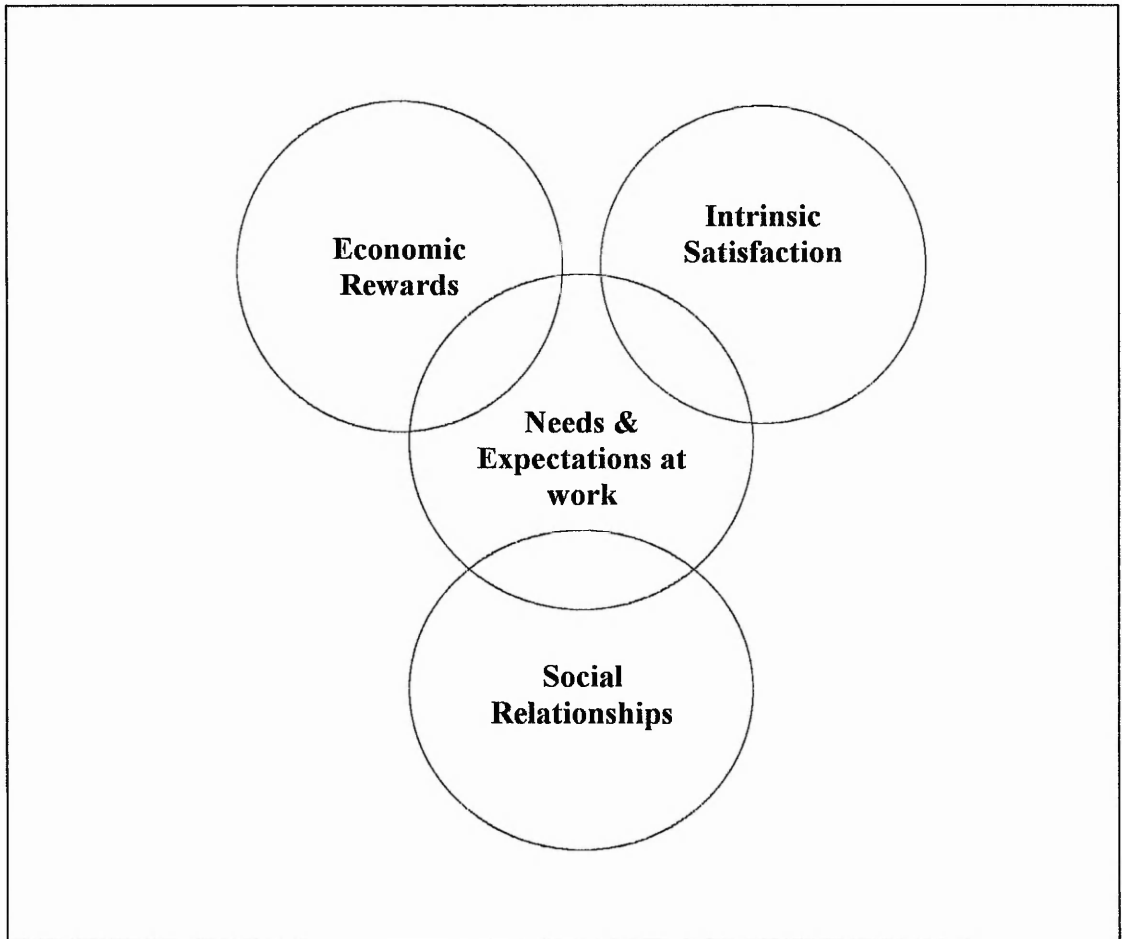 Economic
Rewards
Intrinsic
Satisfaction
Needs &
Expectations at
work
Social
Relationships